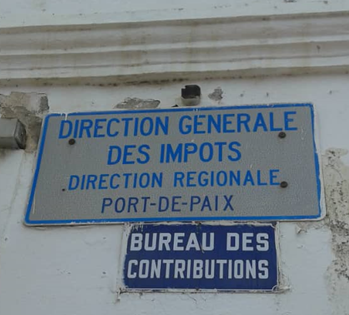 DIRECTION GENERALE
DES IMPOTS
DIRECTION REGIONALE
PORT-DE-PAIX
BUREAU DES
CONTRIBUTIONS